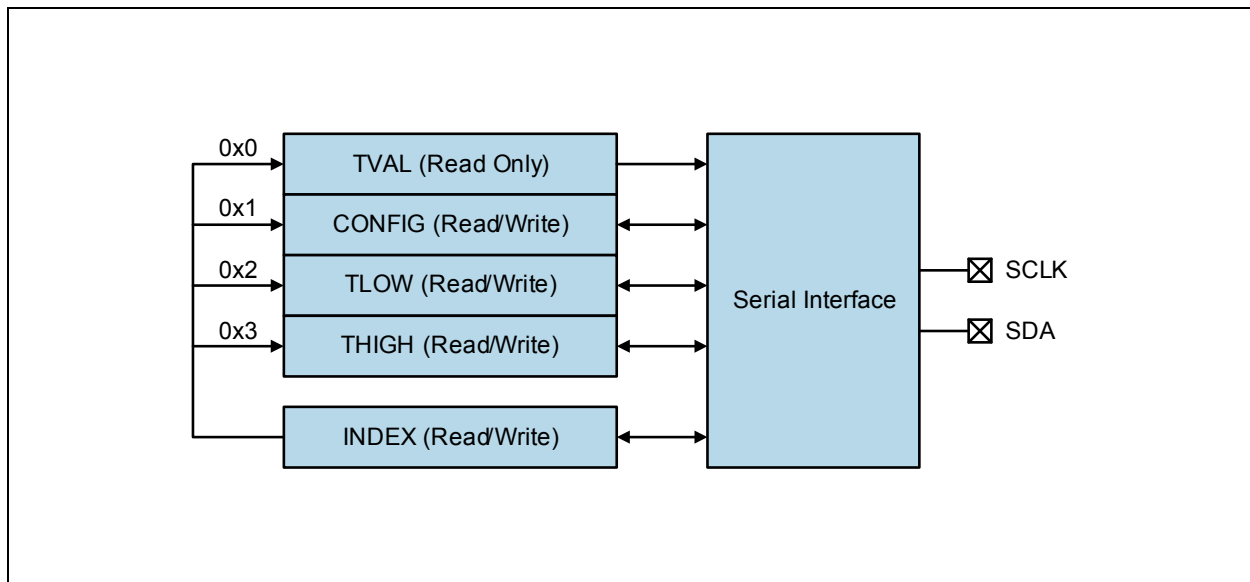 0x0
TVAL (Read Only)
0x1
CONFIG (Read/Write)
0x2
TLOW (Read/Write)
0x3
THIGH (Read/Write)
INDEX (Read/Write)
Serial Interface
SCLK
SDA